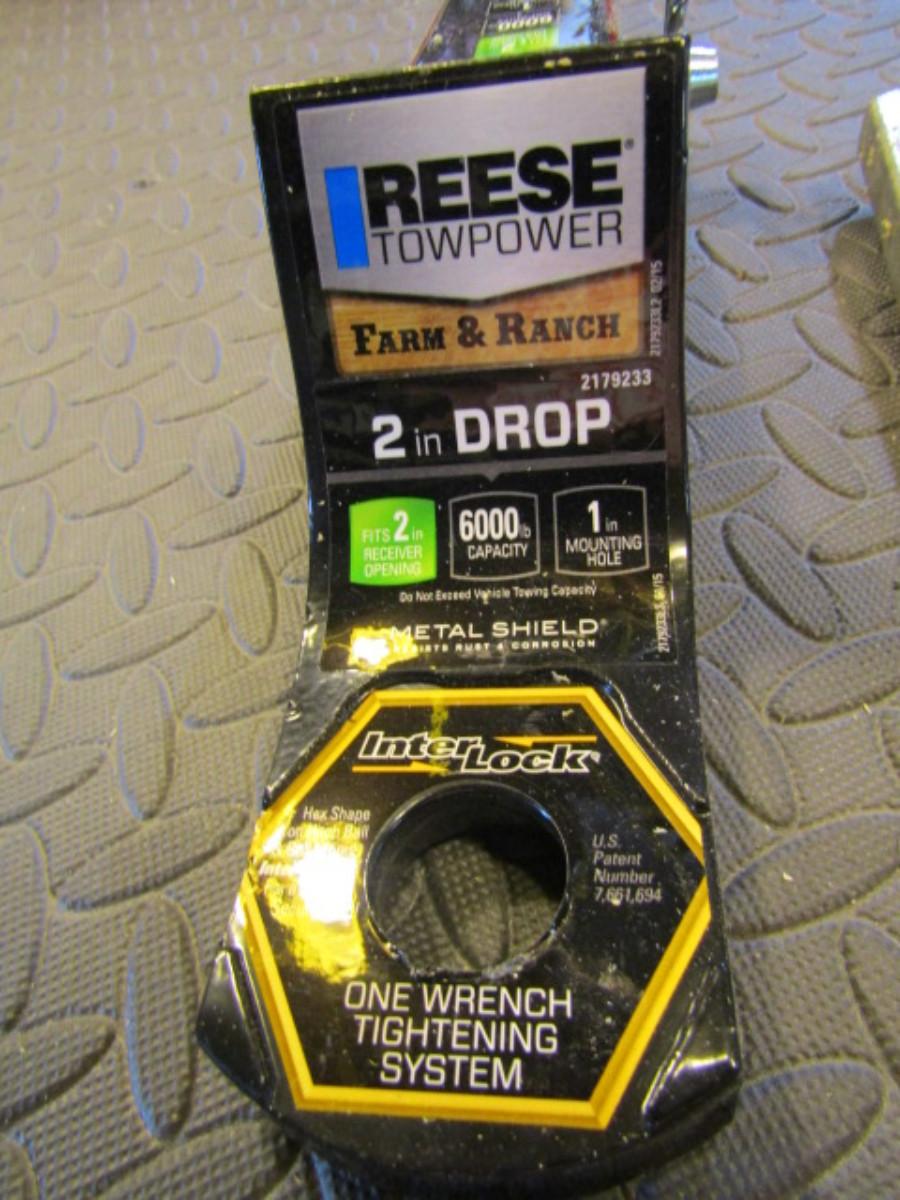 REESE®
TOWPOWER
FARM & RANCH
2179233
2 in DROP
FITS 2 in
RECEIVER
OPENING
6000 lb
CAPACITY
1 in
MOUNTING
HOLE
Do Not Exceed Vehicle Towing Capacity
METAL SHIELD®
RESISTS RUST & CORROSION
InterLock®
Hex Shape
U.S.
Patent
Number
7,661,694
ONE WRENCH
TIGHTENING
SYSTEM